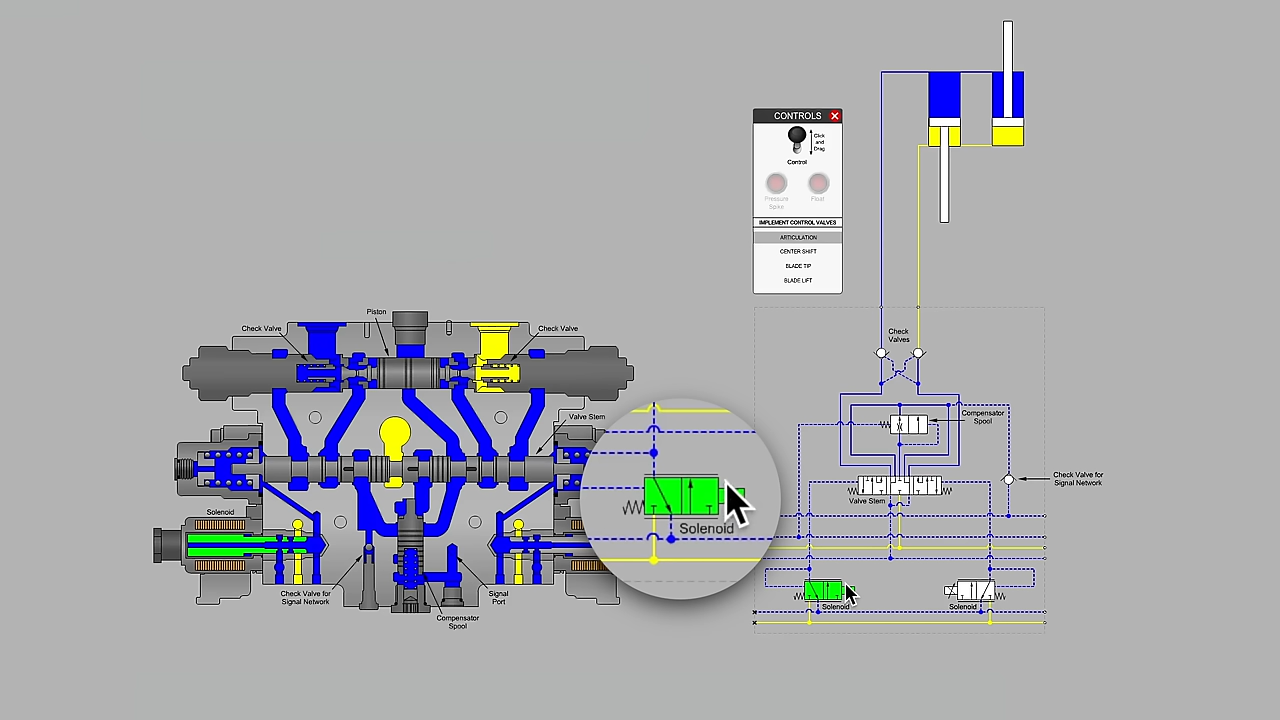 CONTROLS
Click
and
Drag
Control
Pressure
Spike
Float
IMPLEMENT CONTROL VALVES
ARTICULATION
CENTER SHIFT
BLADE TIP
BLADE LIFT
Piston
Check Valve
Check Valve
Valve Stem
Solenoid
Check Valve for
Signal Network
Signal
Port
Compensator
Spool
Solenoid
Check
Valves
Compensator
Spool
Check Valve for
Signal Network
Valve Stem
Solenoid
Solenoid